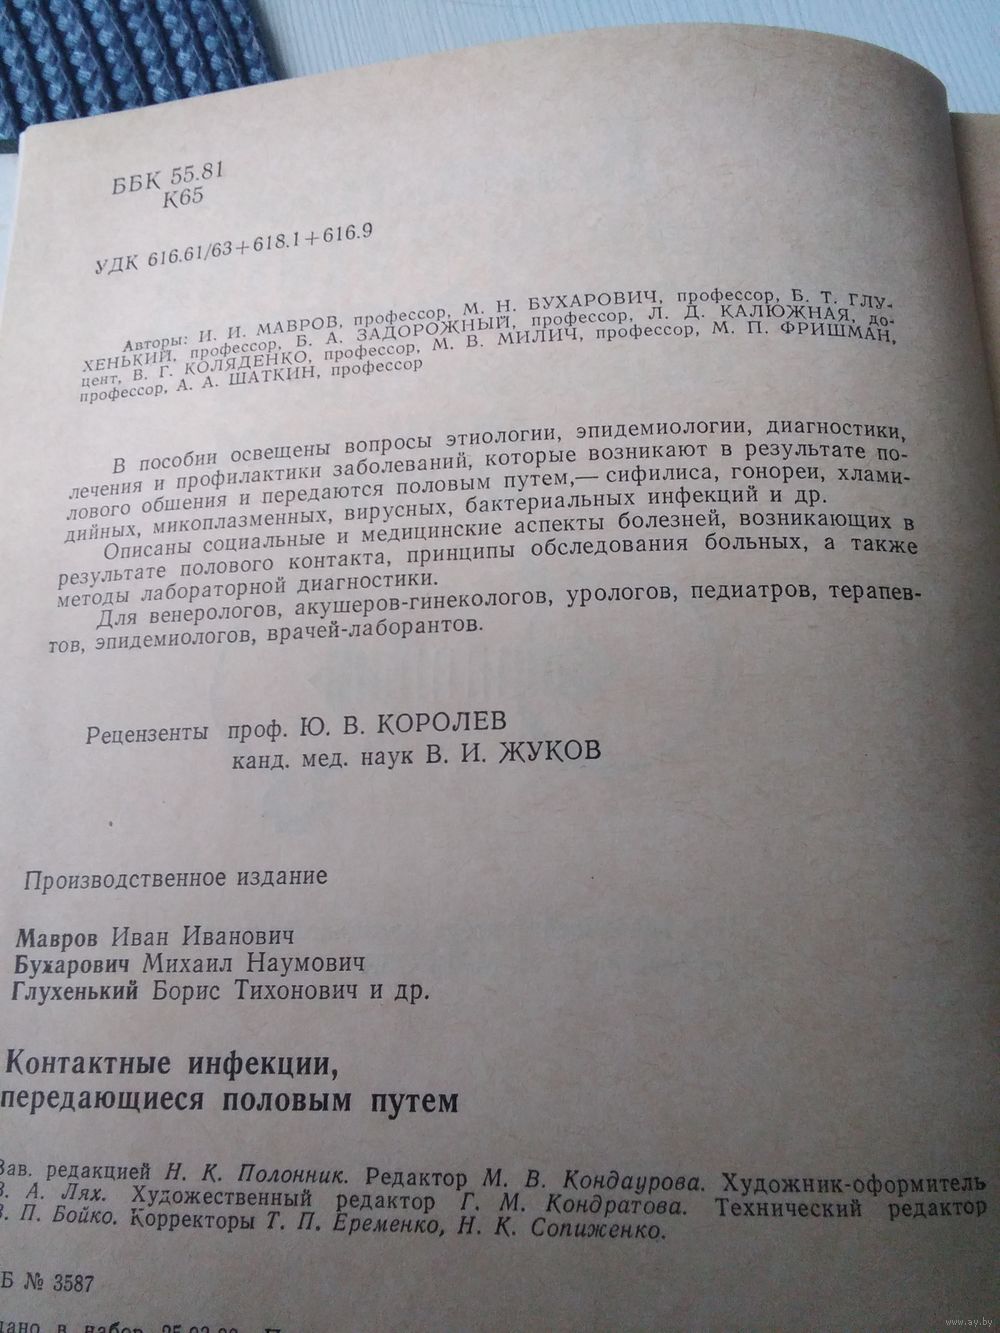 ББК 55.81
К65
УДК 616.61/63+618.1+616.9
Авторы: И. И. МАВРОВ, профессор, М. Н. БУХАРОВИЧ, профессор, Б. Т. ГЛУ-
ХЕНЬКИЙ, профессор, Б. А. ЗАДОРОЖНЫЙ, профессор, Л. Д. КАЛЮЖНАЯ, до-
цент, В. Г. КОЛЯДЕНКО, профессор, М. В. МИЛИЧ, профессор, М. П. ФРИШМАН,
профессор, А. А. ШАТКИН, профессор
В пособии освещены вопросы этиологии, эпидемиологии, диагностики,
лечения и профилактики заболеваний, которые возникают в результате по-
лового обшения и передаются половым путем,— сифилиса, гонореи, хлами-
дийных, микоплазменных, вирусных, бактериальных инфекций и др.
Описаны социальные и медицинские аспекты болезней, возникающих в
результате полового контакта, принципы обследования больных, а также
методы лабораторной диагностики.
Для венерологов, акушеров-гинекологов, урологов, педиатров, терапев-
тов, эпидемиологов, врачей-лаборантов.
Рецензенты проф. Ю. В. КОРОЛЕВ
канд. мед. наук В. И. ЖУКОВ
Производственное издание
Мавров Иван Иванович
Бухарович Михаил Наумович
Глухенький Борис Тихонович и др.
Контактные инфекции,
передающиеся половым путем
Зав. редакцией Н. К. Полонник. Редактор М. В. Кондаурова. Художник-оформитель
В. А. Лях. Художественный редактор Г. М. Кондратова. Технический редактор
В. П. Бойко. Корректоры Т. П. Еременко, Н. К. Сопиженко.
Б № 3587
в набор
www.ay.by